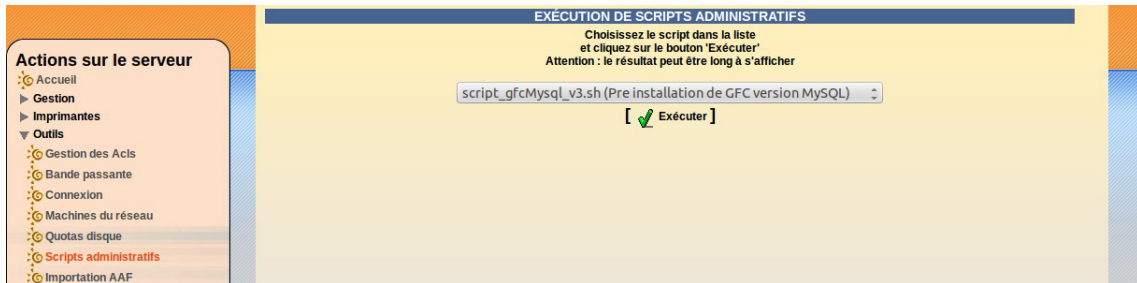 EXÉCUTION DE SCRIPTS ADMINISTRATIFS
Choisissez le script dans la liste
et cliquez sur le bouton 'Exécuter'
Attention : le résultat peut être long à s'afficher
script_gfcMysql_v3.sh (Pre installation de GFC version MySQL)
[ Exécuter ]
Actions sur le serveur
Accueil
Gestion
Imprimantes
Outils
Gestion des Acls
Bande passante
Connexion
Machines du réseau
Quotas disque
Scripts administratifs
Importation AAF